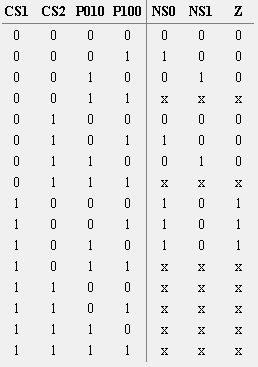 CS1 CS2 P010 P100 NS0 NS1 Z
0 0 0 0 0 0 0
0 0 0 1 1 0 0
0 0 1 0 0 1 0
0 0 1 1 x x x
0 1 0 0 0 0 0
0 1 0 1 1 0 0
0 1 1 0 0 1 0
0 1 1 1 x x x
1 0 0 0 1 0 1
1 0 0 1 1 0 1
1 0 1 0 1 0 1
1 0 1 1 x x x
1 1 0 0 x x x
1 1 0 1 x x x
1 1 1 0 x x x
1 1 1 1 x x x